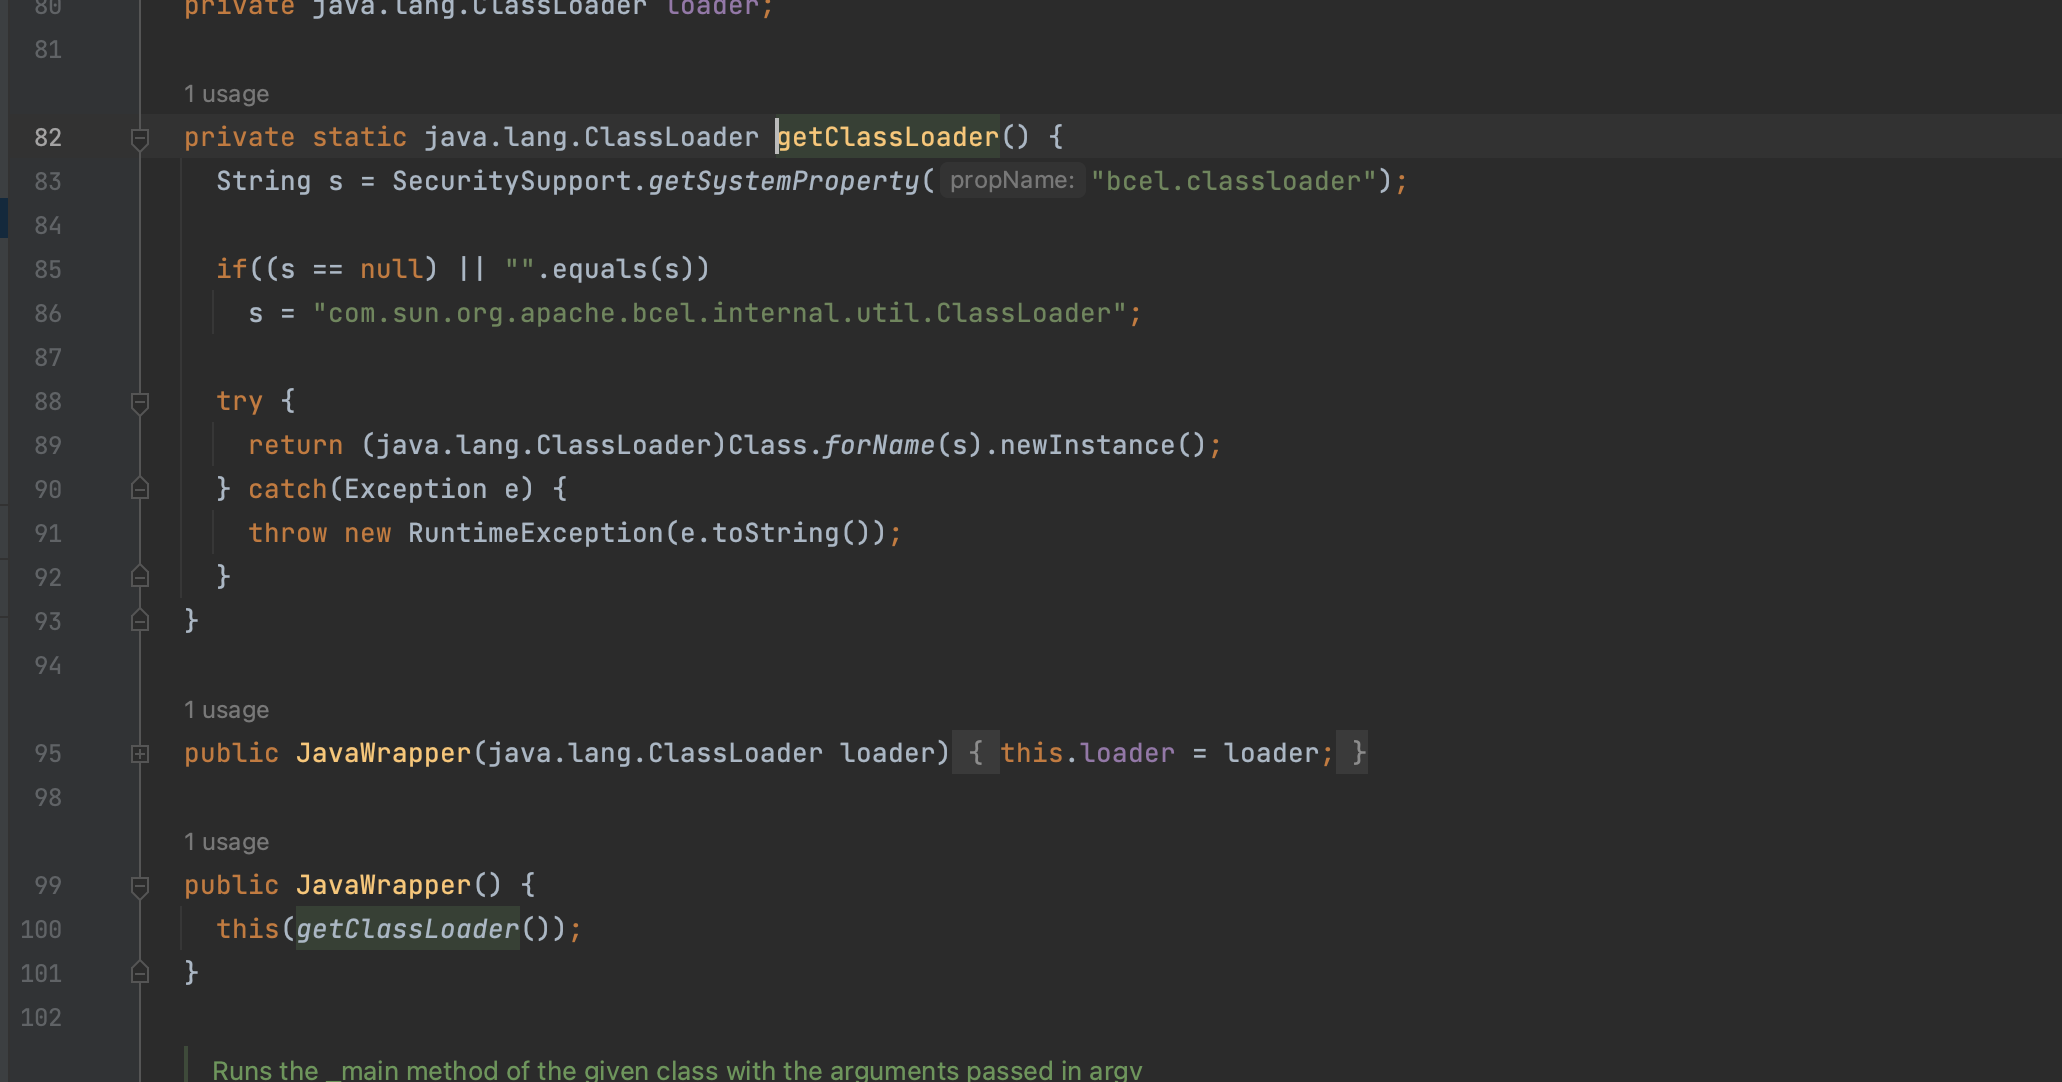 80 private java.lang.ClassLoader loader;
81
1 usage
82 private static java.lang.ClassLoader getClassLoader() {
83 String s = SecuritySupport.getSystemProperty( propName: "bcel.classloader");
84
85 if((s == null) || "".equals(s))
86 s = "com.sun.org.apache.bcel.internal.util.ClassLoader";
87
88 try {
89 return (java.lang.ClassLoader)Class.forName(s).newInstance();
90 } catch(Exception e) {
91 throw new RuntimeException(e.toString());
92 }
93 }
94
1 usage
95 public JavaWrapper(java.lang.ClassLoader loader) { this.loader = loader; }
98
1 usage
99 public JavaWrapper() {
100 this(getClassLoader());
101 }
102
Runs the _main method of the given class with the arguments passed in argv